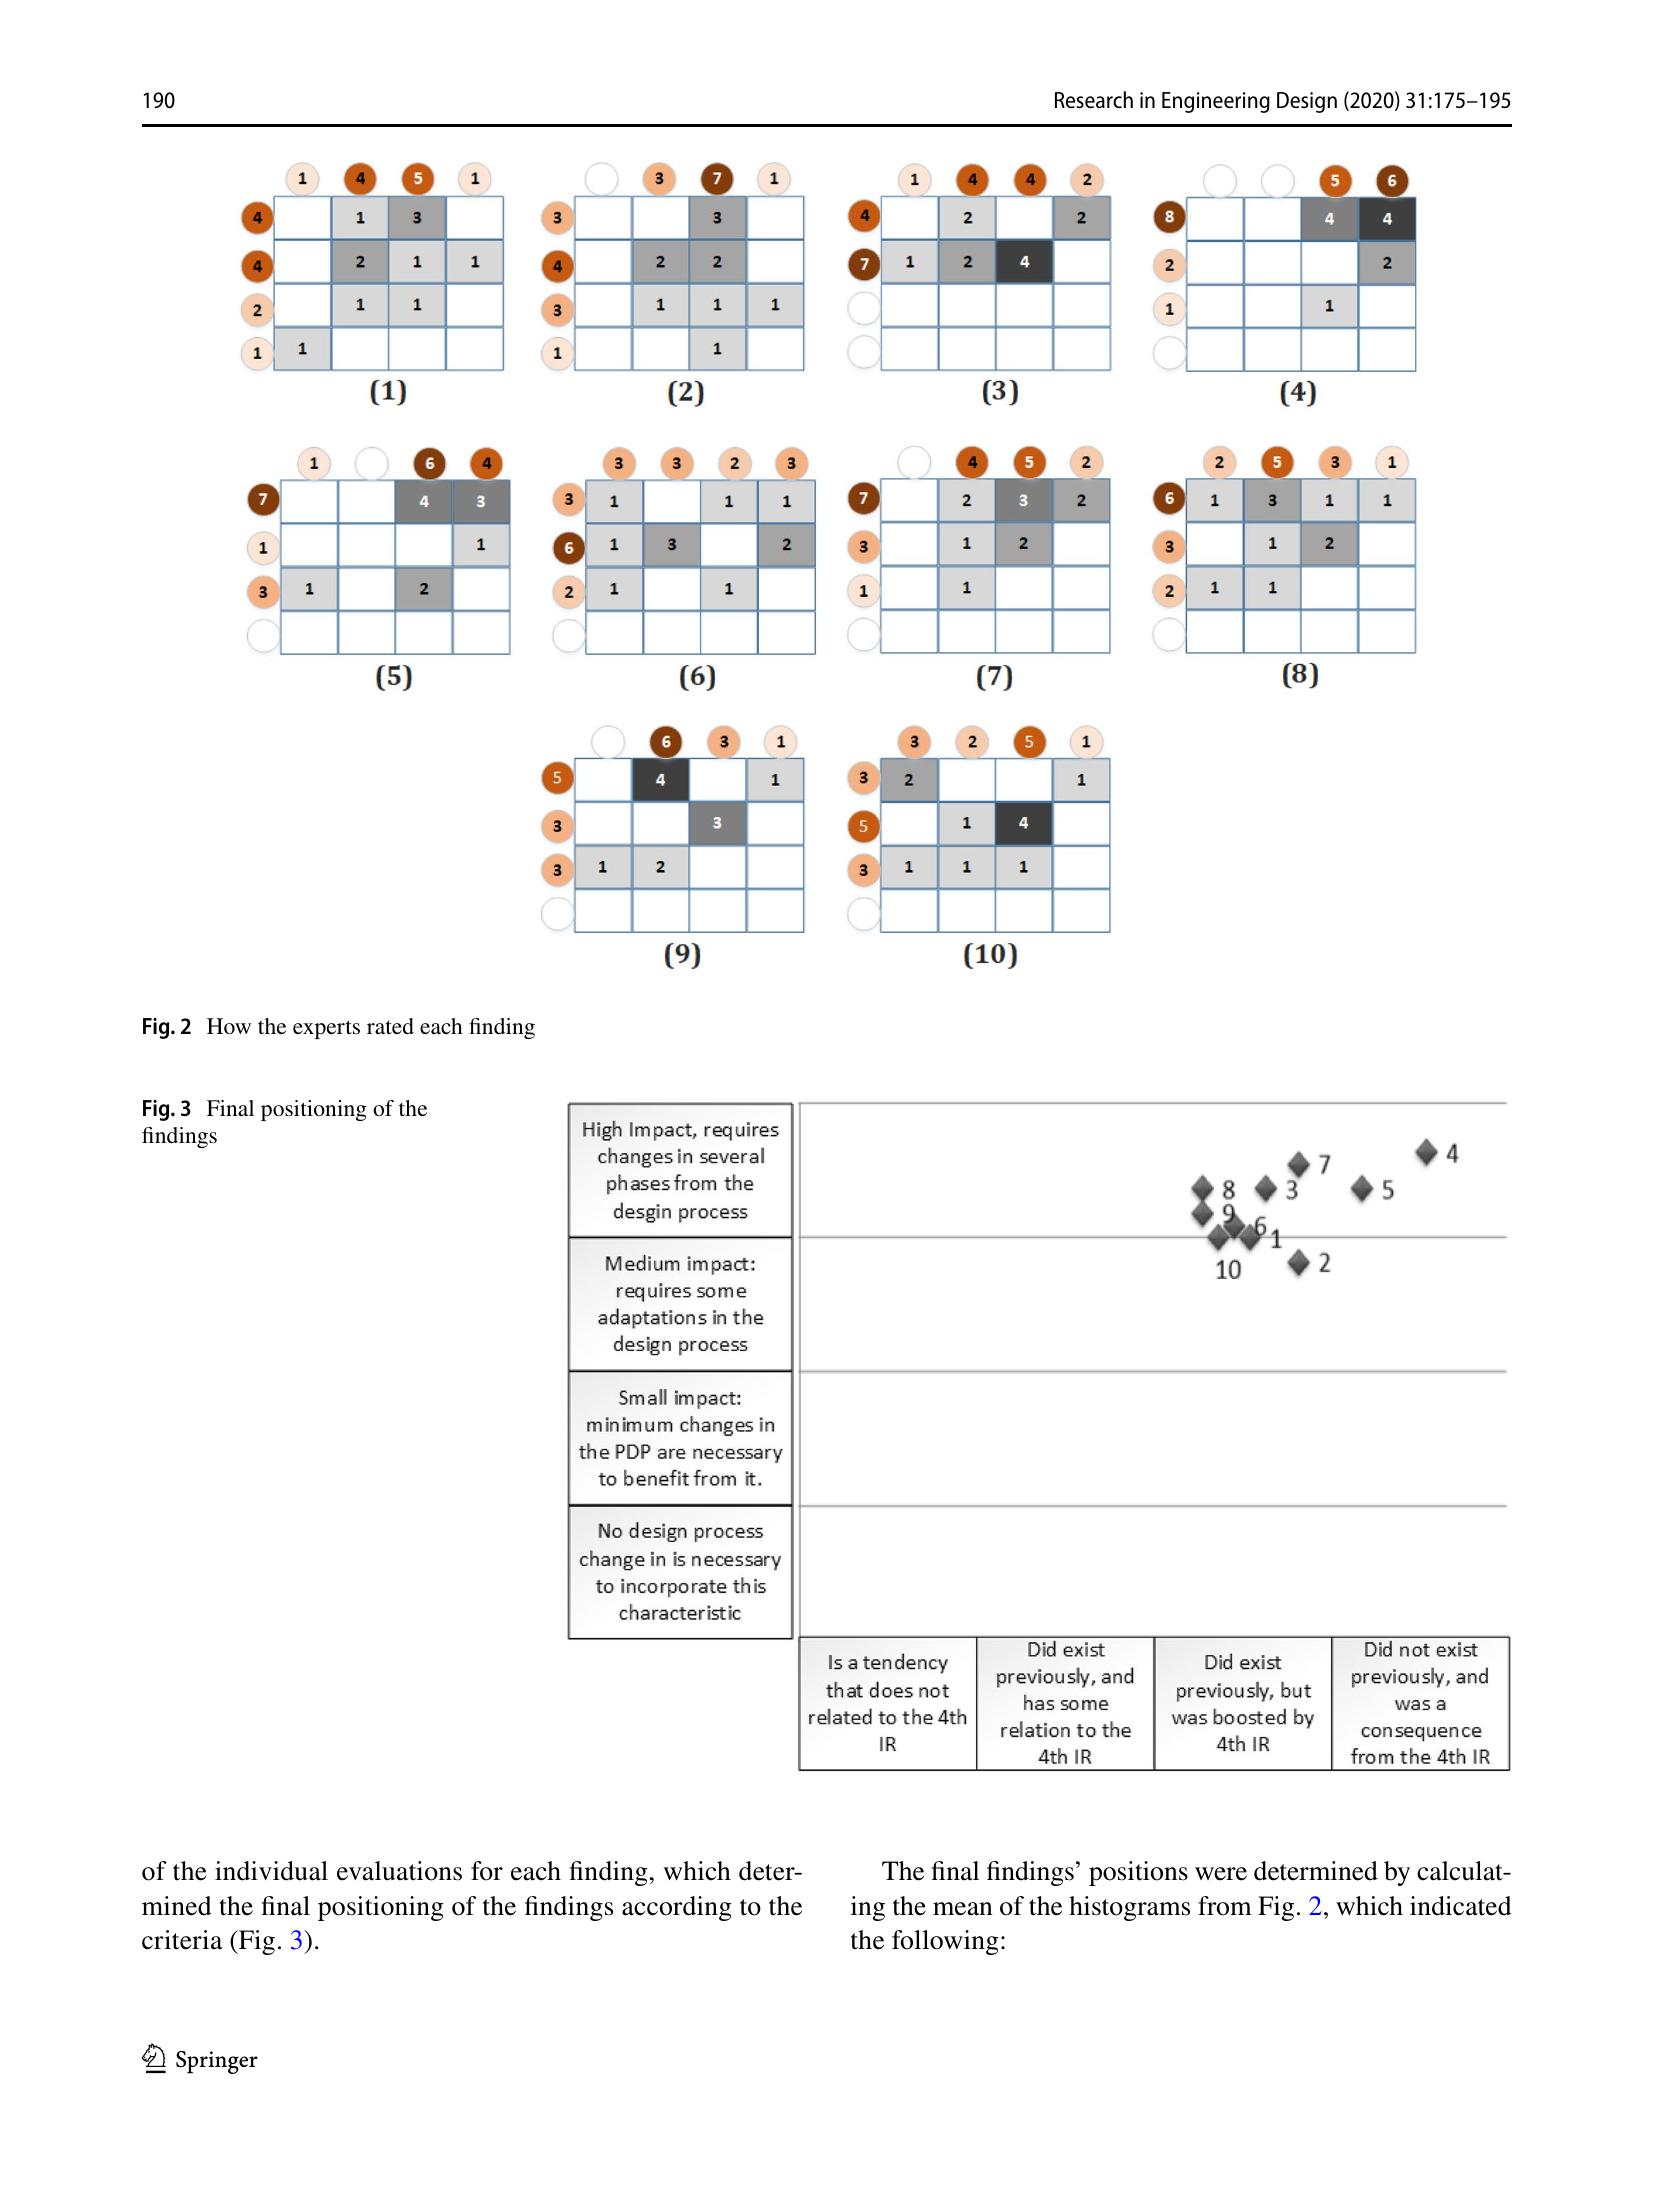 190
Research in Engineering Design (2020) 31:175–195
1 4 5 1
4 1 3
4 2 1 1
2 1 1
1 1
(1)
3 7 1
3 3
4 2 2
3 1 1 1
1 1
(2)
1 4 4 2
4 2 2
7 1 2 4
(3)
5 6
8 4 4
2 2
1 1
(4)
1 6 4
7 4 3
1 1
3 1 2
(5)
3 3 2 3
3 1 1 1
6 1 3 2
2 1 1
(6)
4 5 2
7 2 3 2
3 1 2
1 1
(7)
2 5 3 1
6 1 3 1 1
3 1 2
2 1 1
(8)
6 3 1
5 4 1
3 3
3 1 2
(9)
3 2 5 1
3 2 1
5 1 4
3 1 1 1
(10)
Fig. 2 How the experts rated each finding
Fig. 3 Final positioning of the
findings
High Impact, requires
changes in several
phases from the
desgin process
Medium impact:
requires some
adaptations in the
design process
Small impact:
minimum changes in
the PDP are necessary
to benefit from it.
No design process
change in is necessary
to incorporate this
characteristic
4
7
8
3
5
9
6
1
2
10
Is a tendency
that does not
related to the 4th
IR
Did exist
previously, and
has some
relation to the
4th IR
Did exist
previously, but
was boosted by
4th IR
Did not exist
previously, and
was a
consequence
from the 4th IR
of the individual evaluations for each finding, which deter-
mined the final positioning of the findings according to the
criteria (Fig. 3).
The final findings’ positions were determined by calculat-
ing the mean of the histograms from Fig. 2, which indicated
the following:
Springer